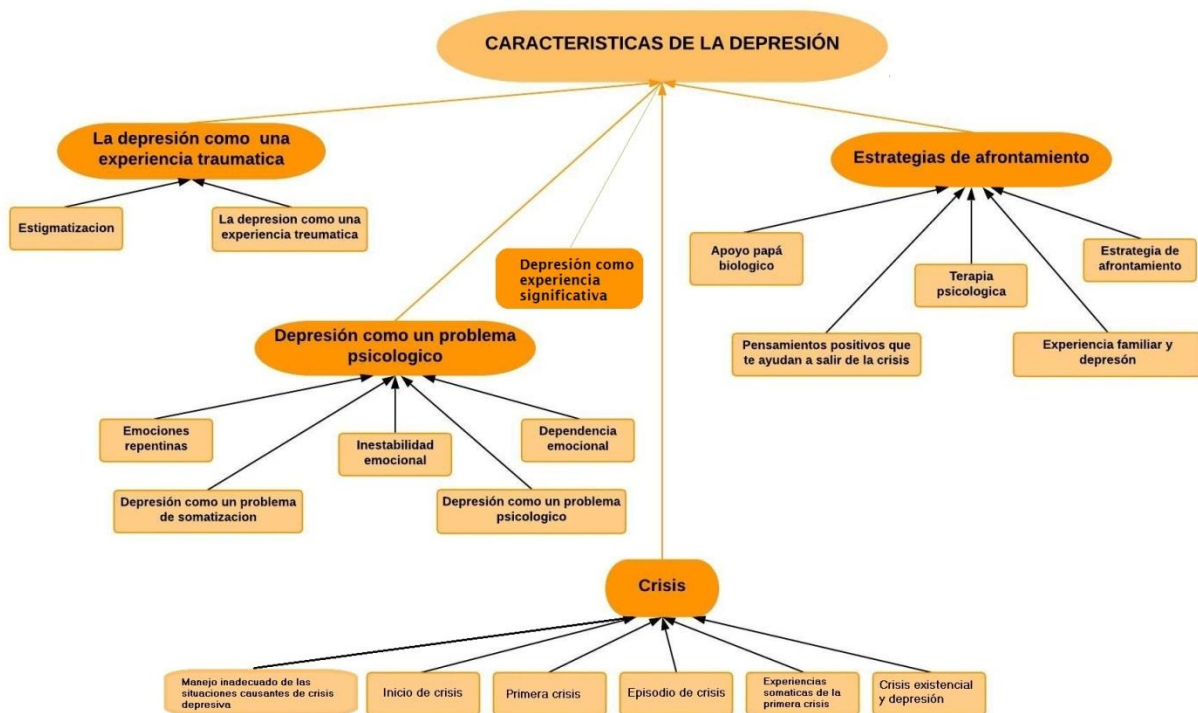 CARACTERISTICAS DE LA DEPRESIÓN
La depresión como una
experiencia traumatica
Estrategias de afrontamiento
Estigmatizacion
La depresion como una
experiencia treumatica
Depresión como
experiencia
significativa
Apoyo papá
biologico
Terapia
psicologica
Estrategia de
afrontamiento
Pensamientos positivos que
te ayudan a salir de la crisis
Experiencia familiar y
depresón
Depresión como un problema
psicologico
Emociones
repentinas
Inestabilidad
emocional
Dependencia
emocional
Depresión como un problema
de somatizacion
Depresión como un problema
psicologico
Crisis
Manejo inadecuado de las
situaciones causantes de crisis
depresiva
Inicio de crisis
Primera crisis
Episodio de crisis
Experiencias
somaticas de la
primera crisis
Crisis existencial
y depresión